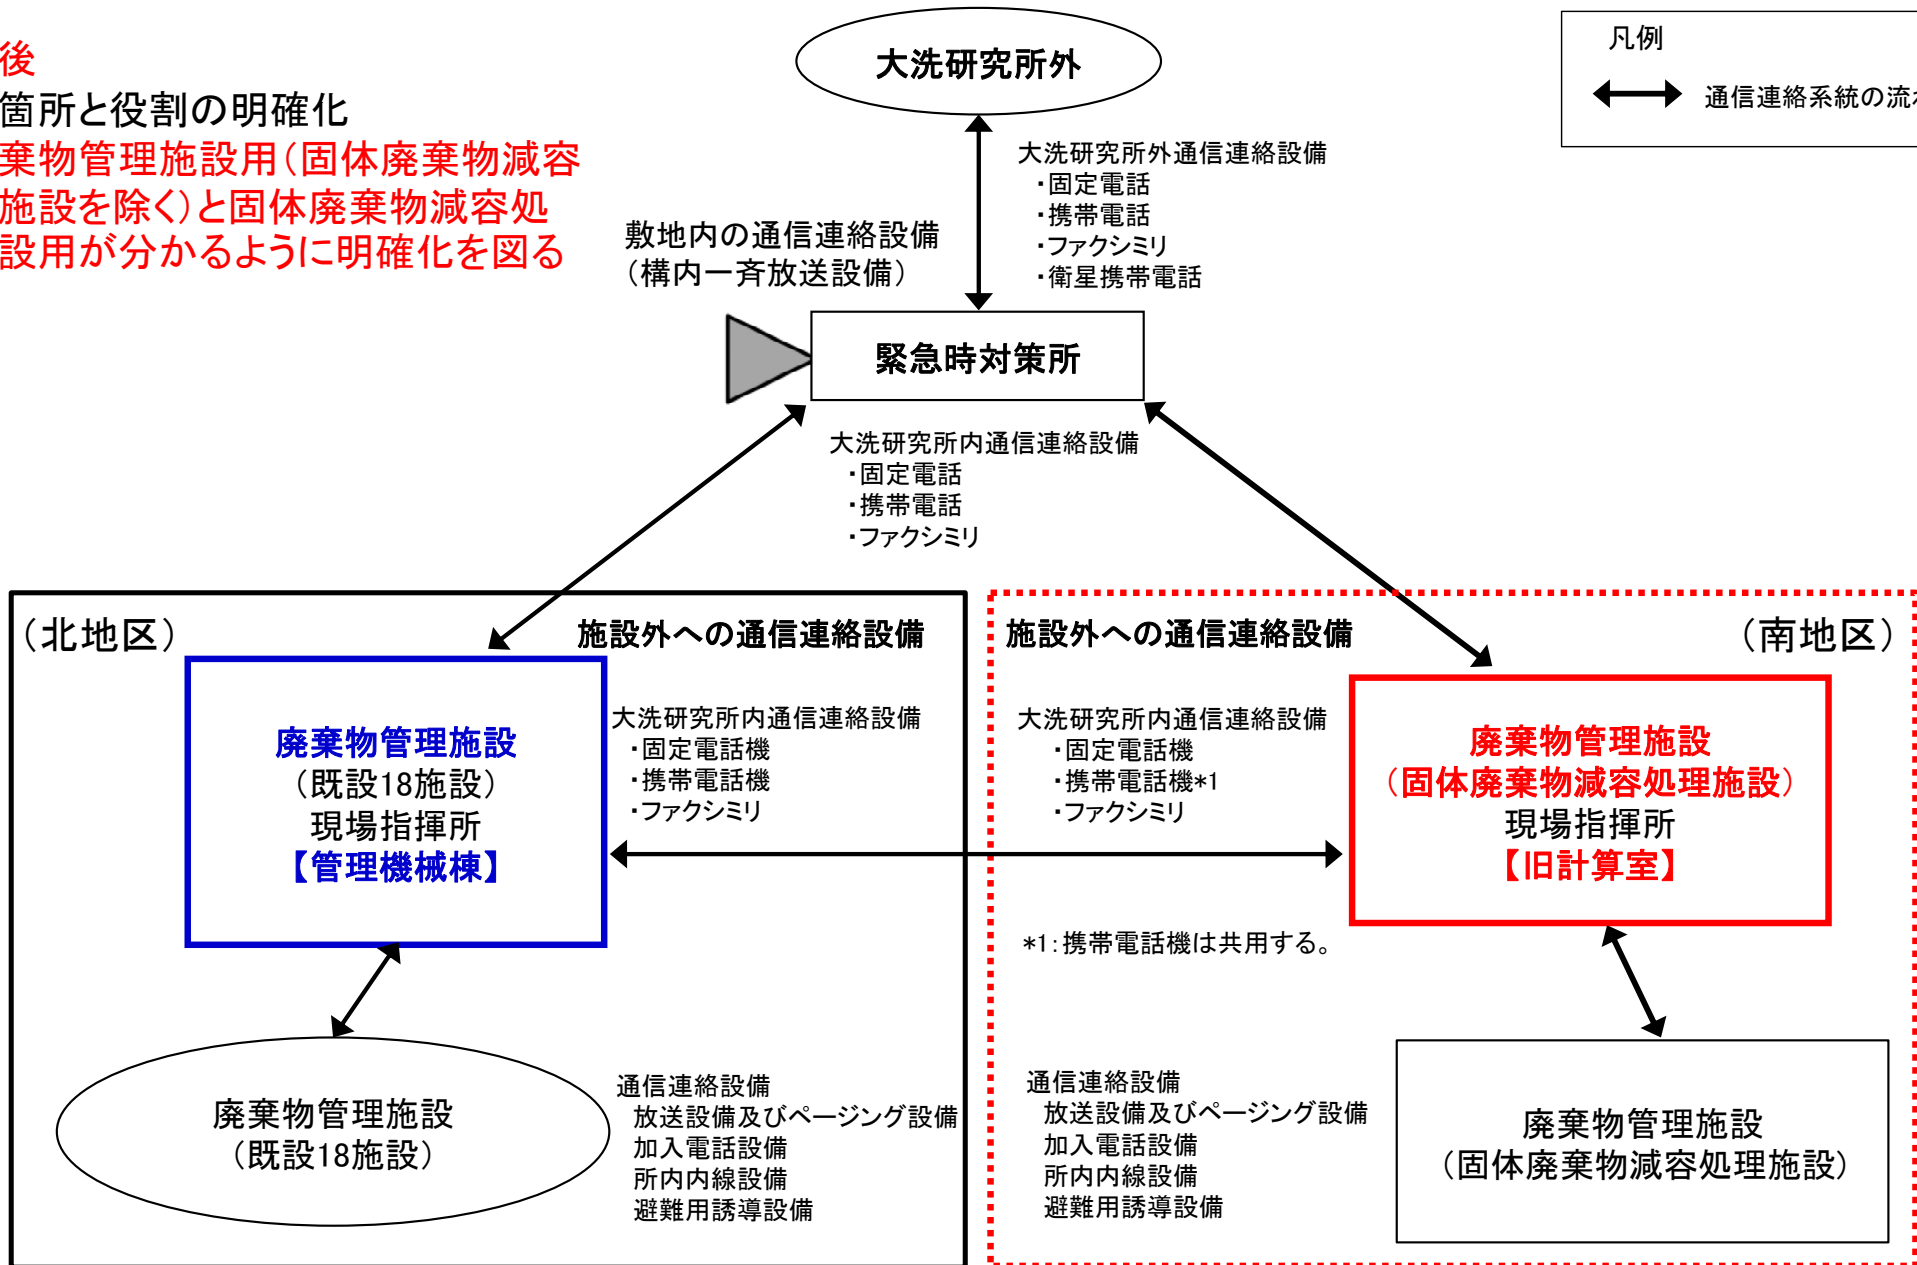 後
箇所と役割の明確化
棄物管理施設用(固体廃棄物減容
施設を除く)と固体廃棄物減容処
設用が分かるように明確化を図る
大洗研究所外
凡例
通信連絡系統の流
大洗研究所外通信連絡設備
・固定電話
・携帯電話
・ファクシミリ
・衛星携帯電話
敷地内の通信連絡設備
(構内一斉放送設備)
緊急時対策所
大洗研究所内通信連絡設備
・固定電話
・携帯電話
・ファクシミリ
(北地区)
施設外への通信連絡設備
廃棄物管理施設
(既設18施設)
現場指揮所
【管理機械棟】
大洗研究所内通信連絡設備
・固定電話機
・携帯電話機
・ファクシミリ
廃棄物管理施設
(既設18施設)
通信連絡設備
放送設備及びページング設備
加入電話設備
所内内線設備
避難用誘導設備
施設外への通信連絡設備
(南地区)
大洗研究所内通信連絡設備
・固定電話機
・携帯電話機*1
・ファクシミリ
廃棄物管理施設
(固体廃棄物減容処理施設)
現場指揮所
【旧計算室】
*1:携帯電話機は共用する。
通信連絡設備
放送設備及びページング設備
加入電話設備
所内内線設備
避難用誘導設備
廃棄物管理施設
(固体廃棄物減容処理施設)